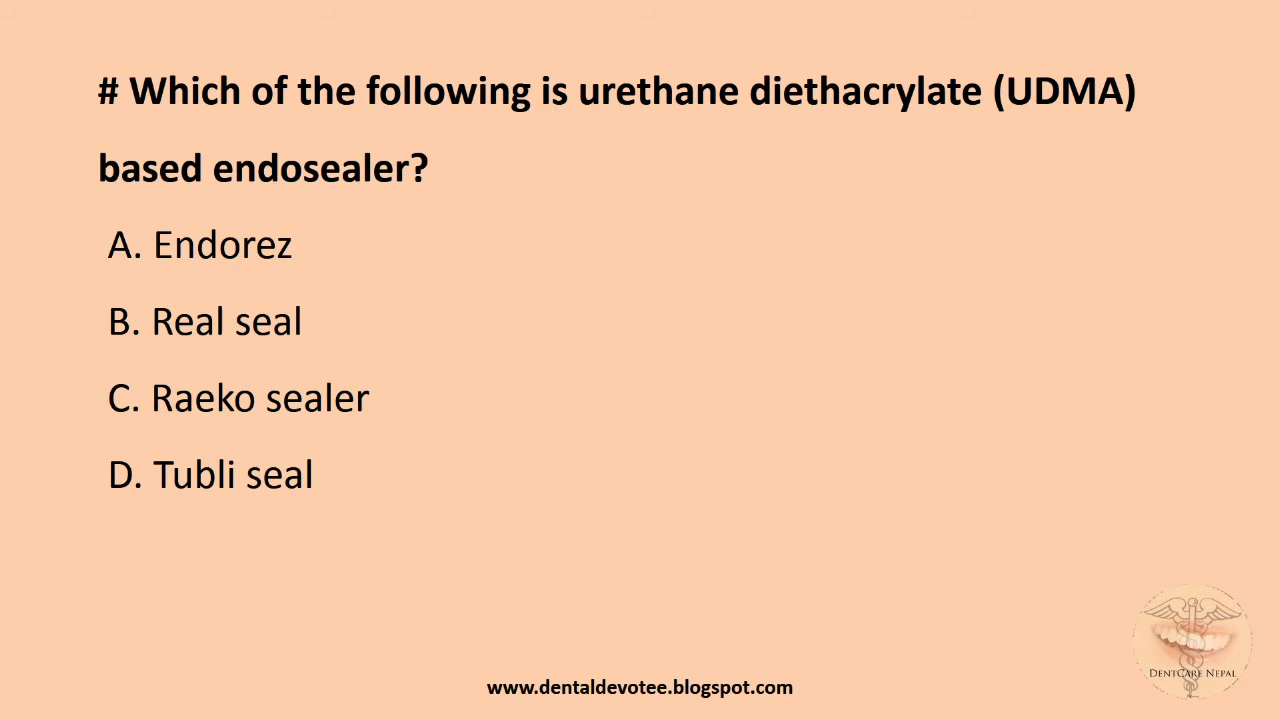 # Which of the following is urethane diethacrylate (UDMA)
based endosealer?
A. Endorez
B. Real seal
C. Raeko sealer
D. Tubli seal
DENTCARE NEPAL
www.dentaldevotee.blogspot.com